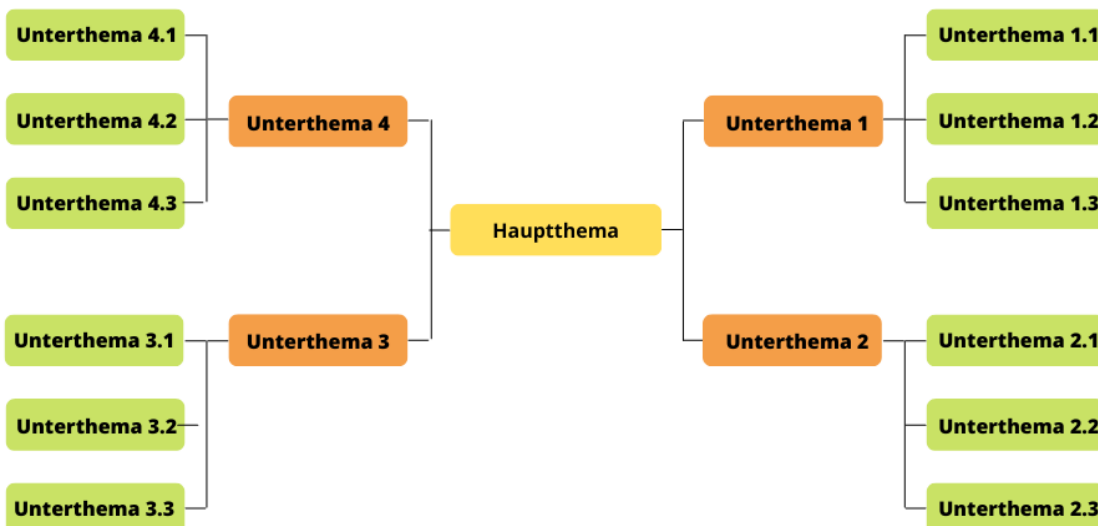 Unterthema 4.1
Unterthema 4.2
Unterthema 4.3
Unterthema 4
Unterthema 3.1
Unterthema 3.2
Unterthema 3.3
Unterthema 3
Hauptthema
Unterthema 1
Unterthema 1.1
Unterthema 1.2
Unterthema 1.3
Unterthema 2
Unterthema 2.1
Unterthema 2.2
Unterthema 2.3